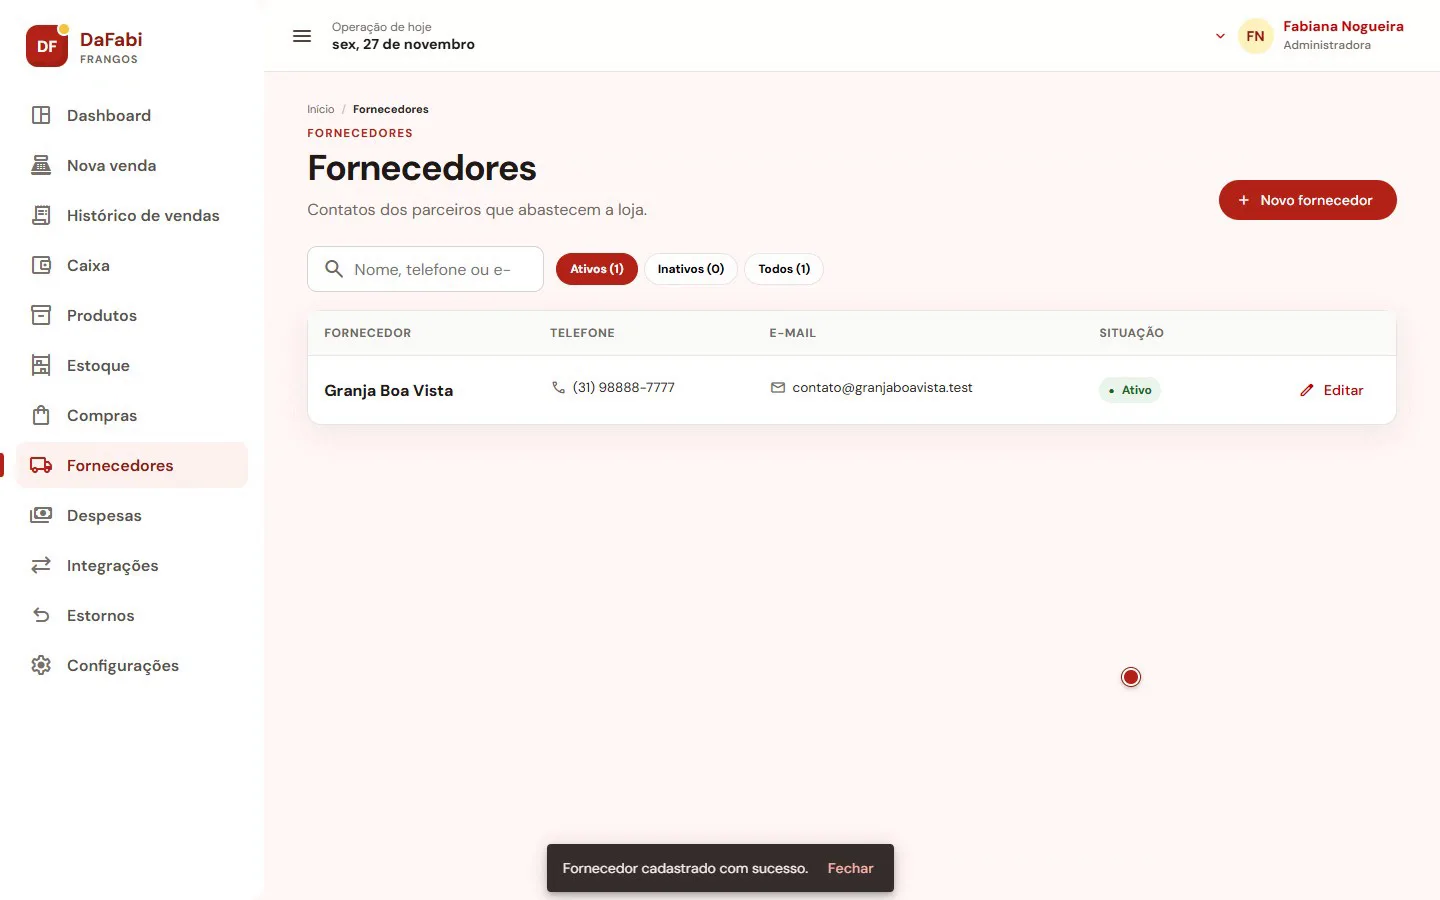 DF
DaFabi
FRANGOS
Dashboard
Nova venda
Histórico de vendas
Caixa
Produtos
Estoque
Compras
Fornecedores
Despesas
Integrações
Estornos
Configurações
Operação de hoje
sex, 27 de novembro
FN
Fabiana Nogueira
Administradora
Início / Fornecedores
FORNECEDORES
Fornecedores
Contatos dos parceiros que abastecem a loja.
+ Novo fornecedor
Nome, telefone ou e-
Ativos (1)
Inativos (0)
Todos (1)
FORNECEDOR TELEFONE E-MAIL SITUAÇÃO
Granja Boa Vista (31) 98888-7777 contato@granjaboavista.test • Ativo Editar
Fornecedor cadastrado com sucesso. Fechar